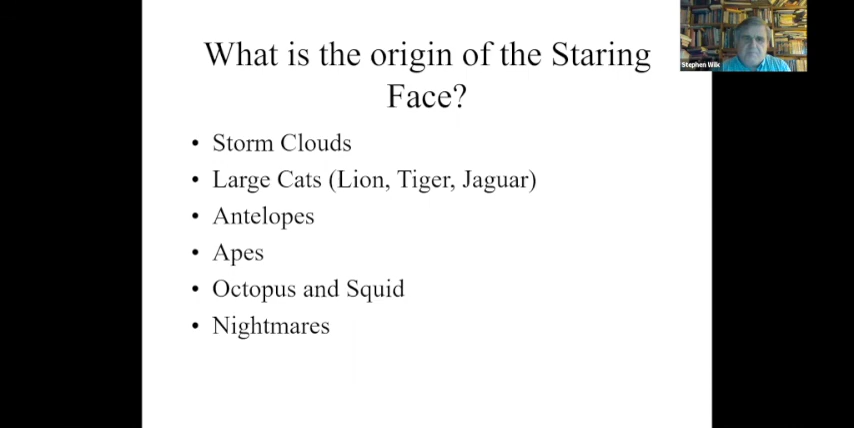 What is the origin of the Staring
Face?
• Storm Clouds
• Large Cats (Lion, Tiger, Jaguar)
• Antelopes
• Apes
• Octopus and Squid
• Nightmares
Stephen Wilk